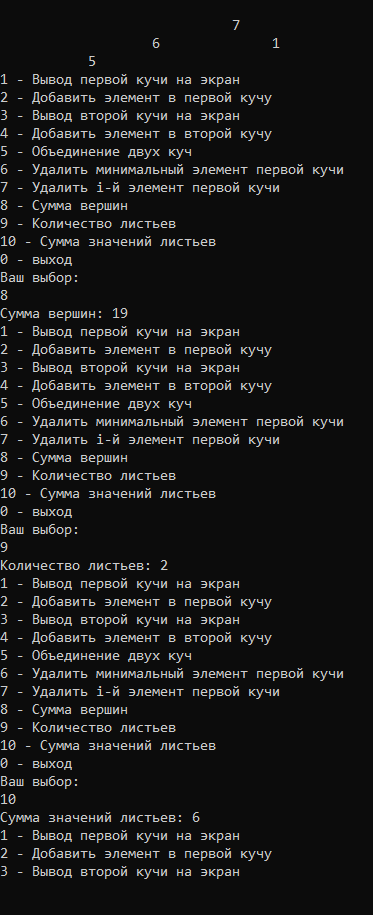 7
6 1
5
1 - Вывод первой кучи на экран
2 - Добавить элемент в первую кучу
3 - Вывод второй кучи на экран
4 - Добавить элемент в второй кучу
5 - Объединение двух куч
6 - Удалить минимальный элемент первой кучи
7 - Удалить i-й элемент первой кучи
8 - Сумма вершин
9 - Количество листьев
10 - Сумма значений листьев
0 - выход
Ваш выбор:
8
Сумма вершин: 19
1 - Вывод первой кучи на экран
2 - Добавить элемент в первую кучу
3 - Вывод второй кучи на экран
4 - Добавить элемент в второй кучу
5 - Объединение двух куч
6 - Удалить минимальный элемент первой кучи
7 - Удалить i-й элемент первой кучи
8 - Сумма вершин
9 - Количество листьев
10 - Сумма значений листьев
0 - выход
Ваш выбор:
9
Количество листьев: 2
1 - Вывод первой кучи на экран
2 - Добавить элемент в первую кучу
3 - Вывод второй кучи на экран
4 - Добавить элемент в второй кучу
5 - Объединение двух куч
6 - Удалить минимальный элемент первой кучи
7 - Удалить i-й элемент первой кучи
8 - Сумма вершин
9 - Количество листьев
10 - Сумма значений листьев
0 - выход
Ваш выбор:
10
Сумма значений листьев: 6
1 - Вывод первой кучи на экран
2 - Добавить элемент в первую кучу
3 - Вывод второй кучи на экран